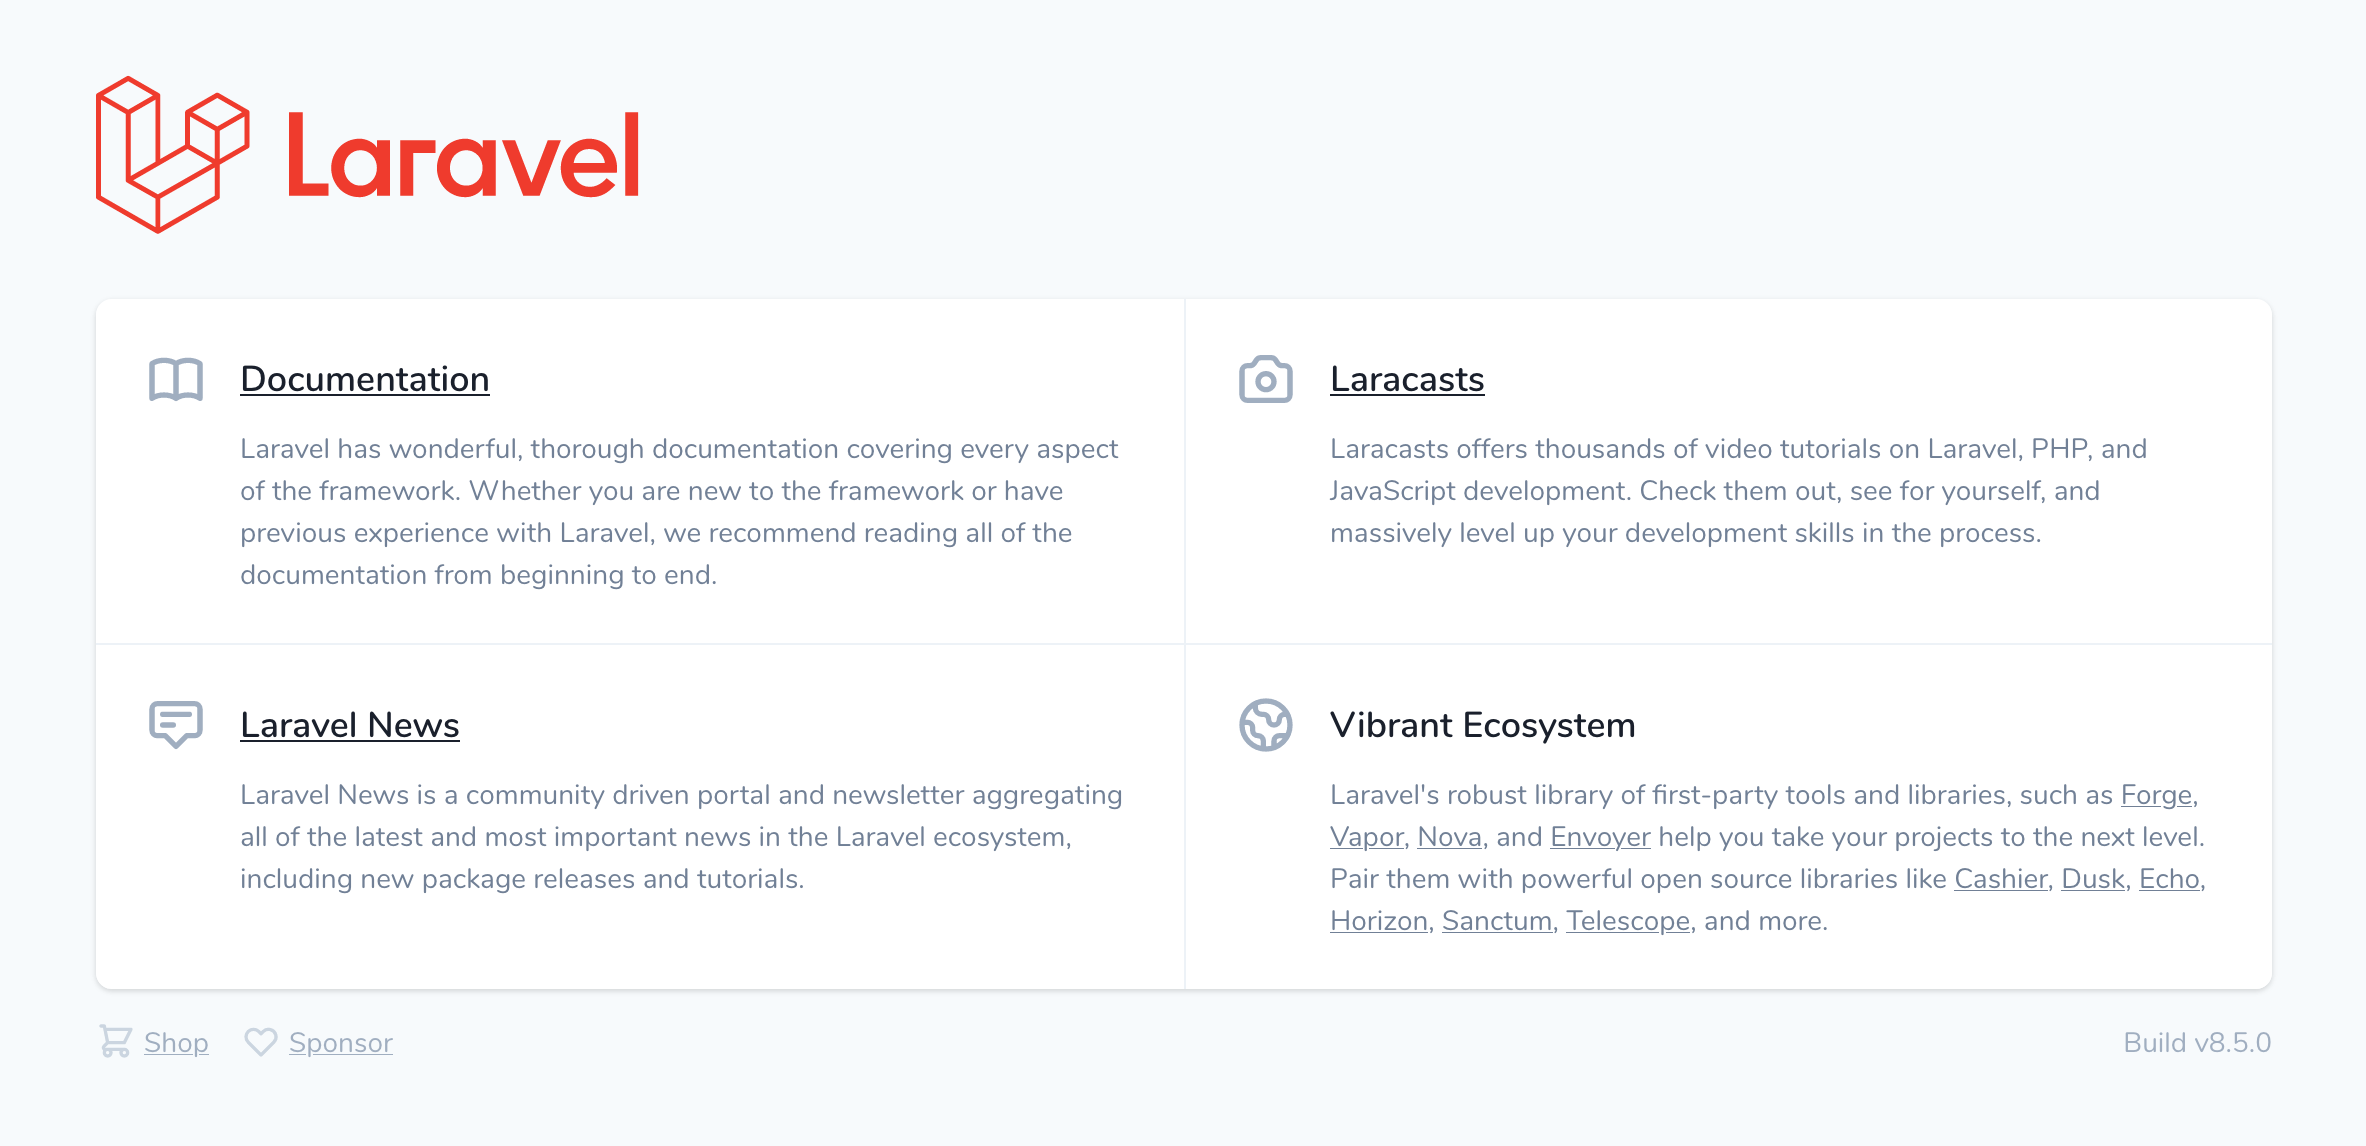 Laravel
Documentation
Laravel has wonderful, thorough documentation covering every aspect
of the framework. Whether you are new to the framework or have
previous experience with Laravel, we recommend reading all of the
documentation from beginning to end.
Laracasts
Laracasts offers thousands of video tutorials on Laravel, PHP, and
JavaScript development. Check them out, see for yourself, and
massively level up your development skills in the process.
Laravel News
Laravel News is a community driven portal and newsletter aggregating
all of the latest and most important news in the Laravel ecosystem,
including new package releases and tutorials.
Vibrant Ecosystem
Laravel's robust library of first-party tools and libraries, such as Forge,
Vapor, Nova, and Envoyer help you take your projects to the next level.
Pair them with powerful open source libraries like Cashier, Dusk, Echo,
Horizon, Sanctum, Telescope, and more.
Shop
Sponsor
Build v8.5.0